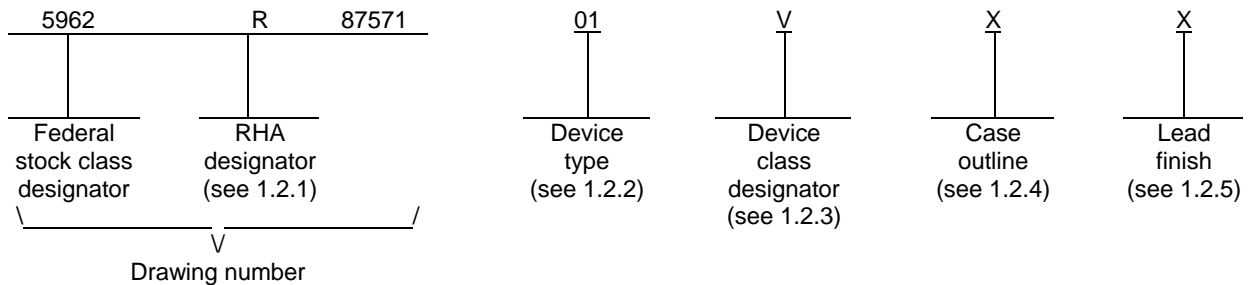 5962 R 87571 01 V X X
Federal stock class designator
RHA designator (see 1.2.1)
Device type (see 1.2.2)
Device class designator (see 1.2.3)
Case outline (see 1.2.4)
Lead finish (see 1.2.5)
\ /
\/
Drawing number